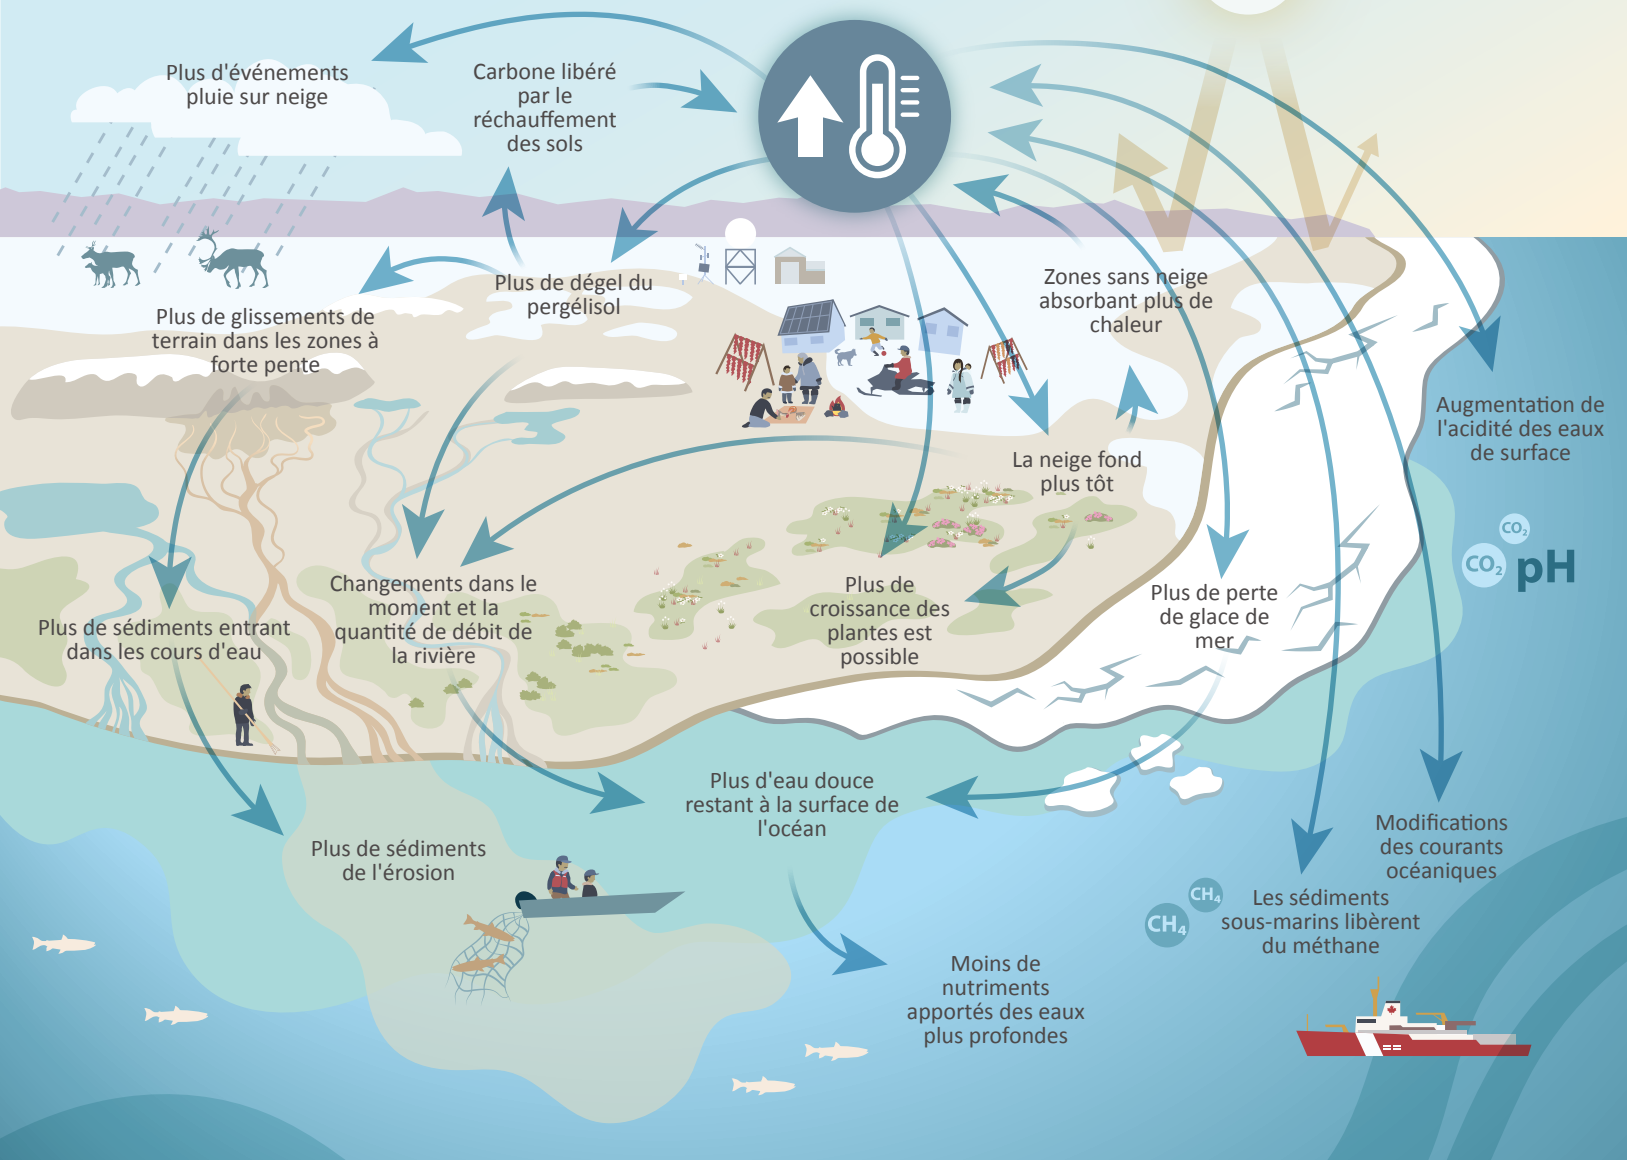 Plus d'événements
pluie sur neige
Carbone libéré
par le
réchauffement
des sols
Plus de dégel du
pergélisol
Zones sans neige
absorbant plus de
chaleur
Plus de glissements de
terrain dans les zones à
forte pente
Augmentation de
l'acidité des eaux
de surface
La neige fond
plus tôt
CO₂
CO₂
pH
Changements dans le
moment et la
quantité de débit de
la rivière
Plus de
croissance des
plantes est
possible
Plus de perte
de glace de
mer
Plus de sédiments entrant
dans les cours d'eau
Plus d'eau douce
restant à la surface de
l'océan
Plus de sédiments
de l'érosion
Modifications
des courants
océaniques
CH₄
CH₄
Les sédiments
sous-marins libèrent
du méthane
Moins de
nutriments
apportés des eaux
plus profondes